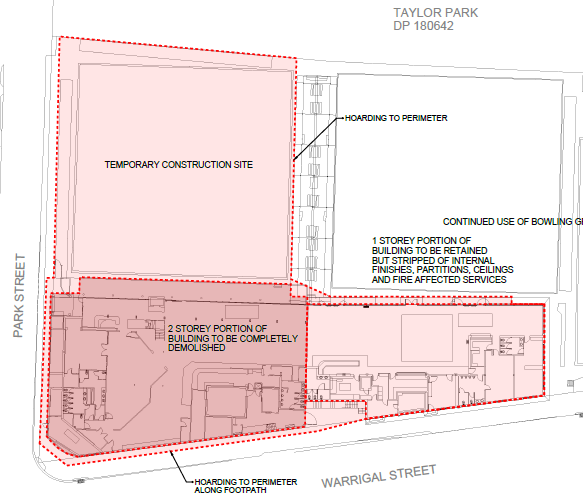 TAYLOR PARK
DP 180642
HOARDING TO PERIMETER
TEMPORARY CONSTRUCTION SITE
CONTINUED USE OF BOWLING
1 STOREY PORTION OF
BUILDING TO BE RETAINED
BUT STRIPPED OF INTERNAL
FINISHES, PARTITIONS, CEILINGS
AND FIRE AFFECTED SERVICES
PARK STREET
2 STOREY PORTION OF
BUILDING TO BE COMPLETELY
DEMOLISHED
HOARDING TO PERIMETER
ALONG FOOTPATH
WARRIGAL STREET